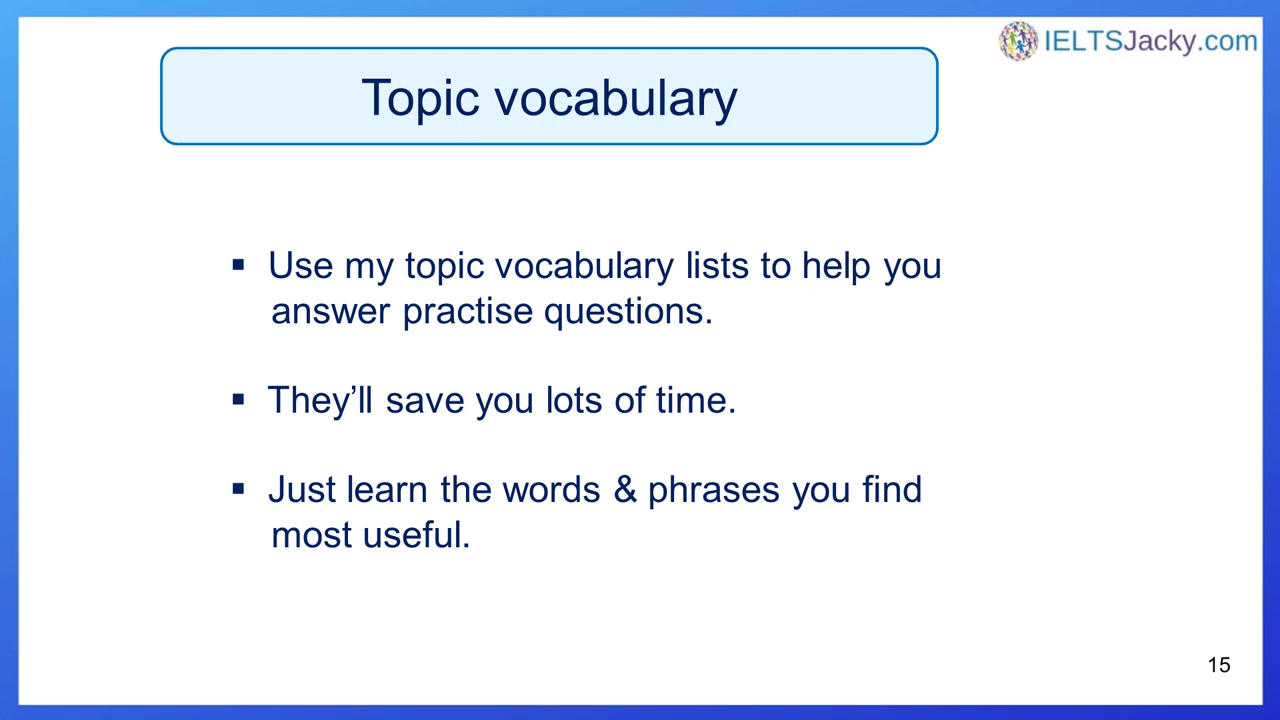 IELTSJacky.com
Topic vocabulary
▪ Use my topic vocabulary lists to help you
answer practise questions.
▪ They’ll save you lots of time.
▪ Just learn the words & phrases you find
most useful.
15